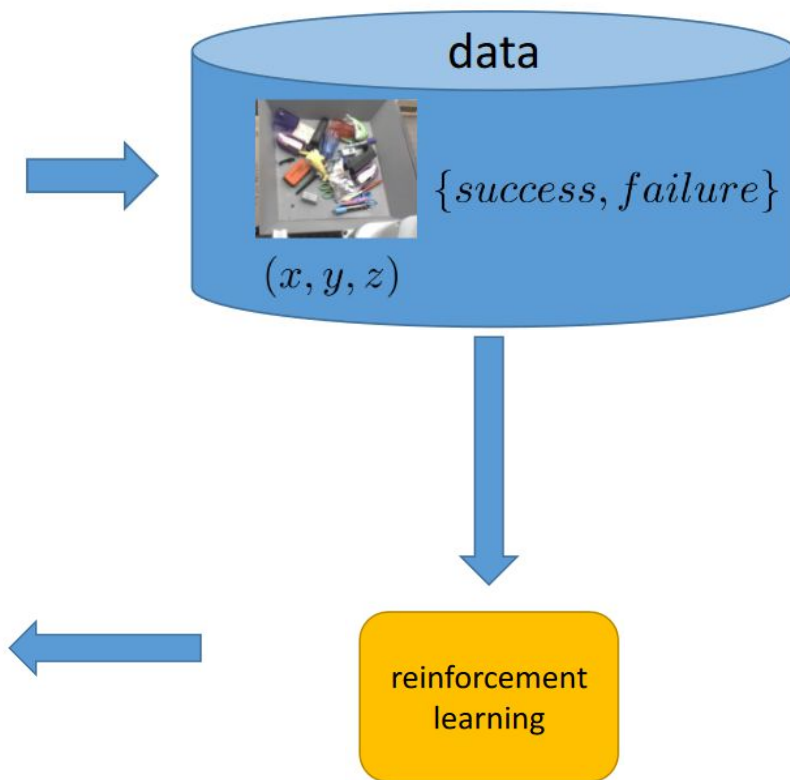 data
{success, failure}
(x, y, z)
reinforcement
learning